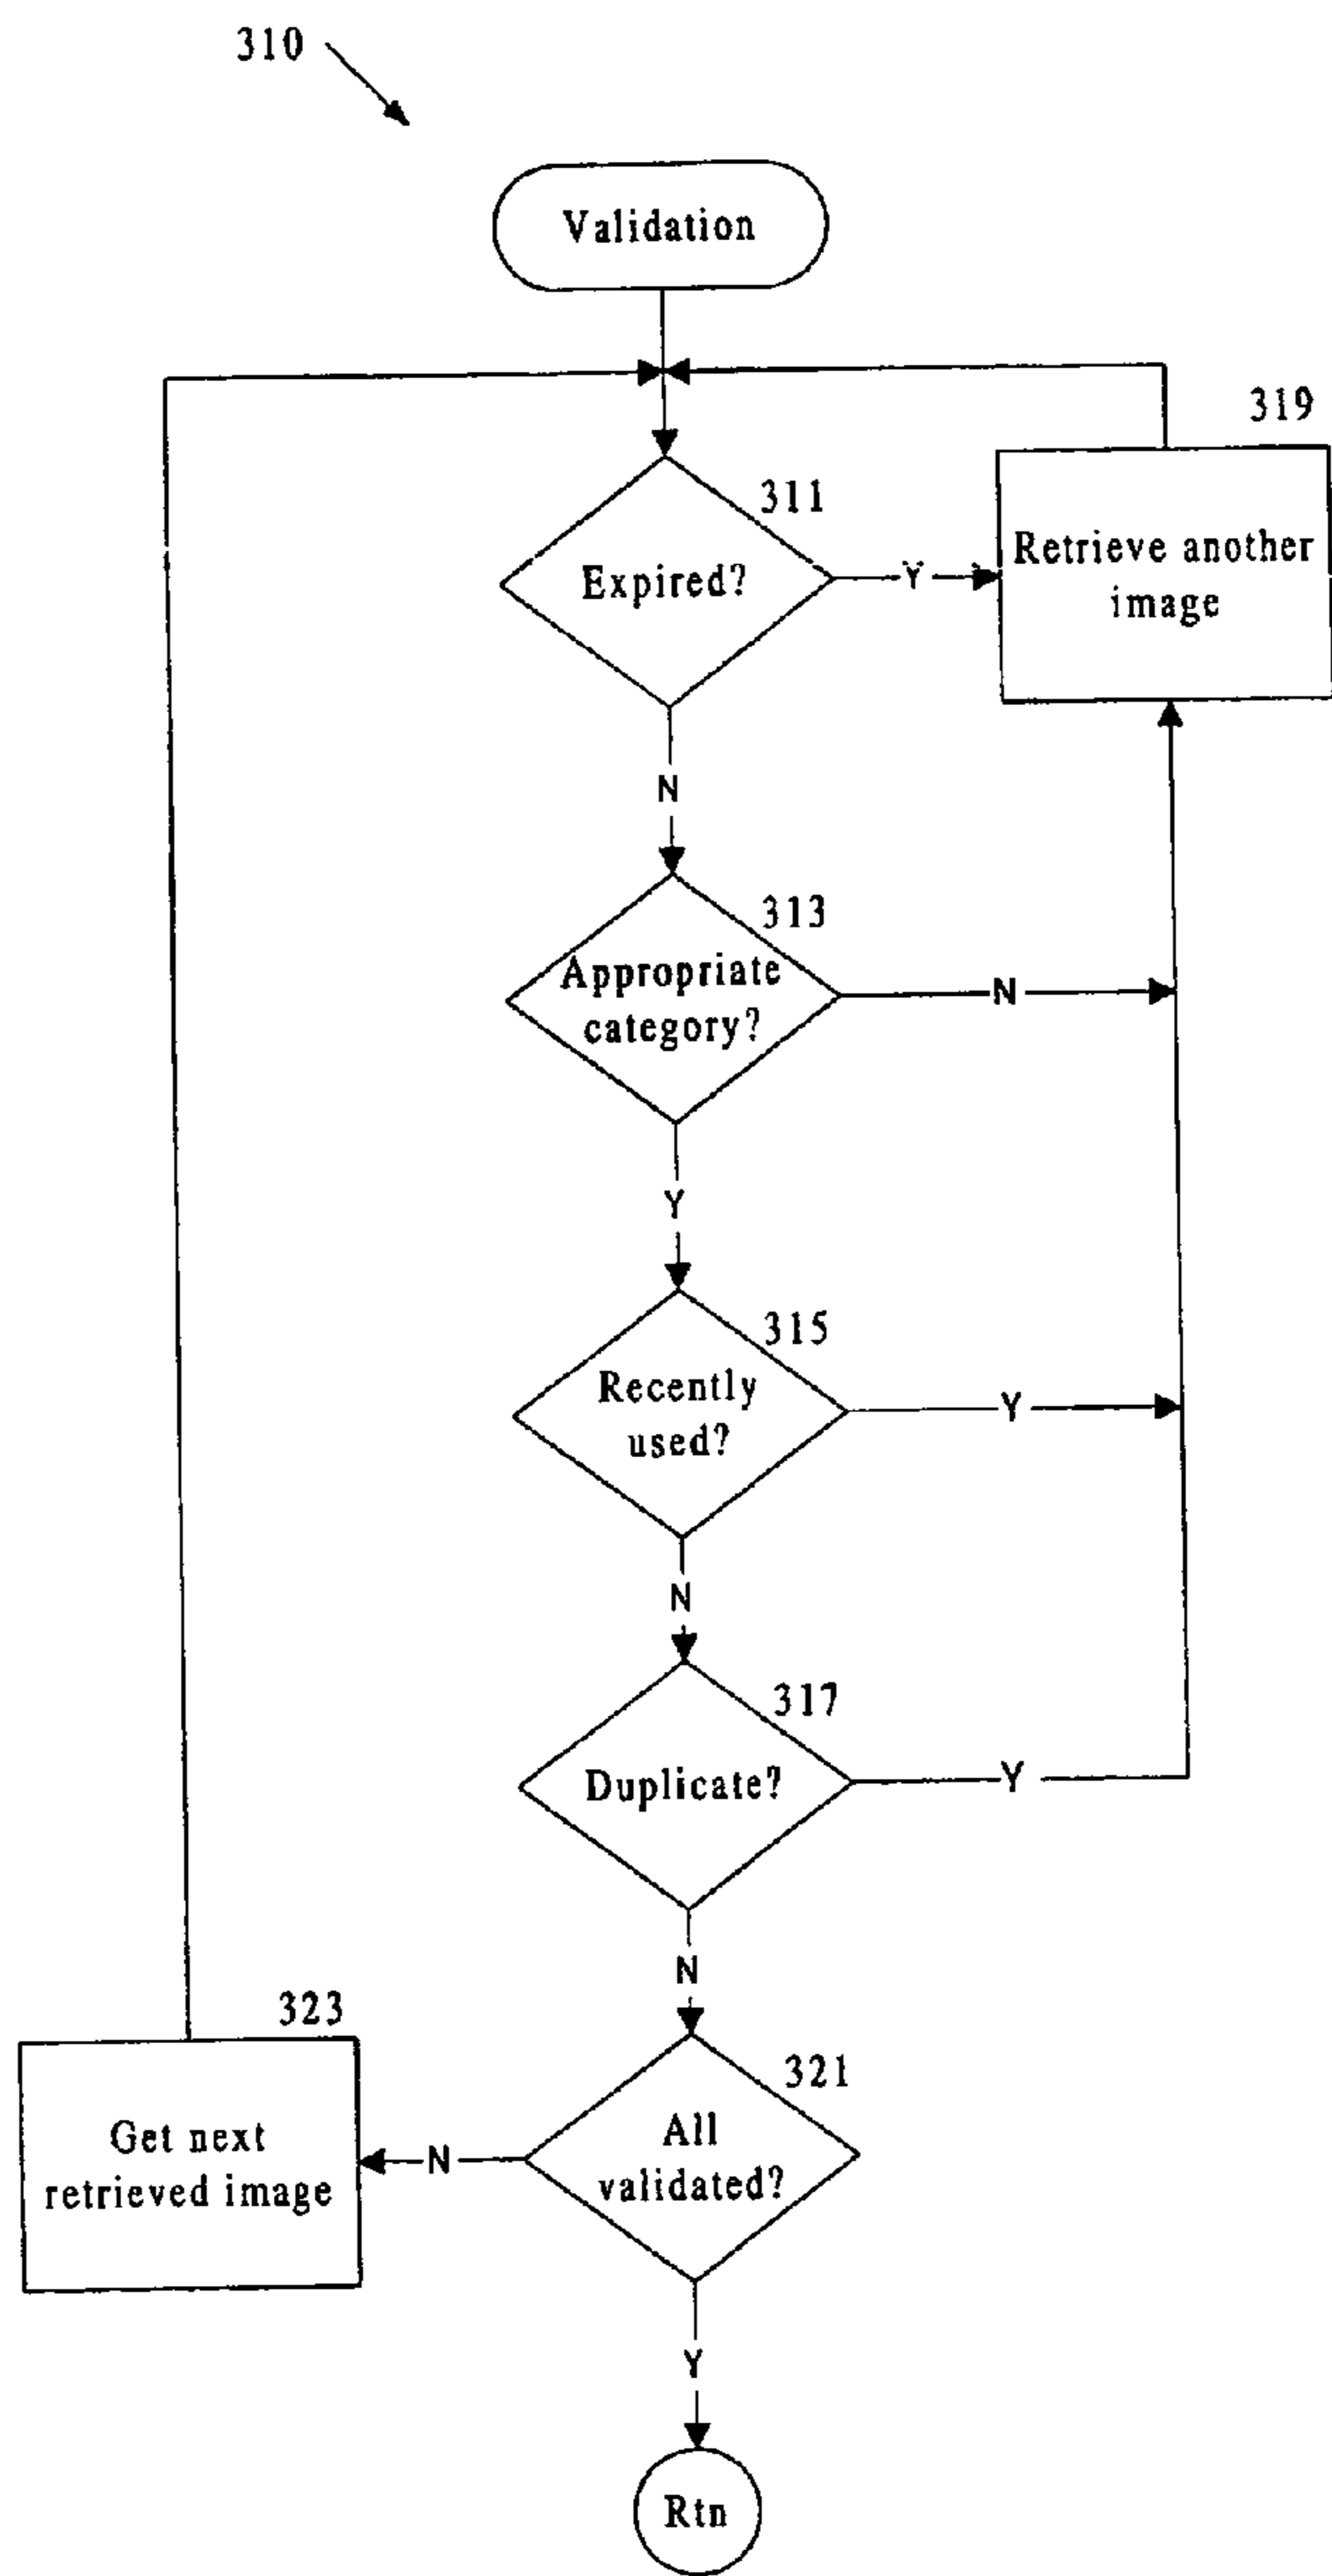 310
Validation
319
311
Expired?
Y
Retrieve another
image
N
313
Appropriate
category?
N
Y
315
Recently
used?
Y
N
317
Duplicate?
Y
N
323
321
Get next
retrieved image
N
All
validated?
Y
Rtn